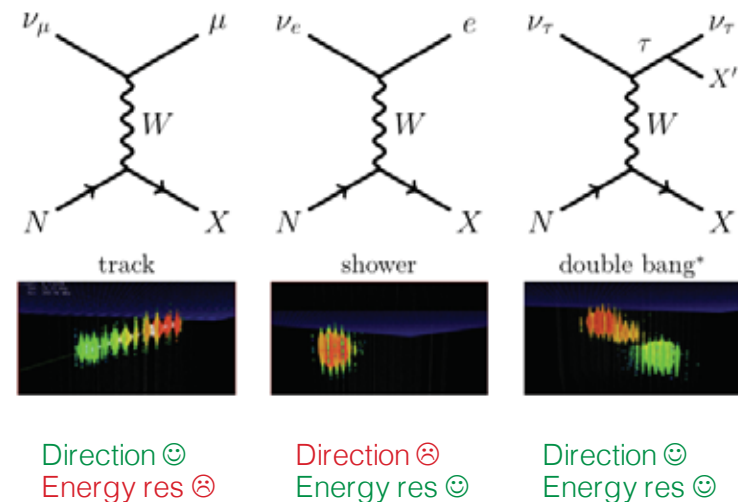 ν_μ μ
W
N X
track
Direction ☺
Energy res ☹
ν_e e
W
N X
shower
Direction ☹
Energy res ☺
ν_τ τ ν_τ
X′
W
N X
double bang*
Direction ☺
Energy res ☺